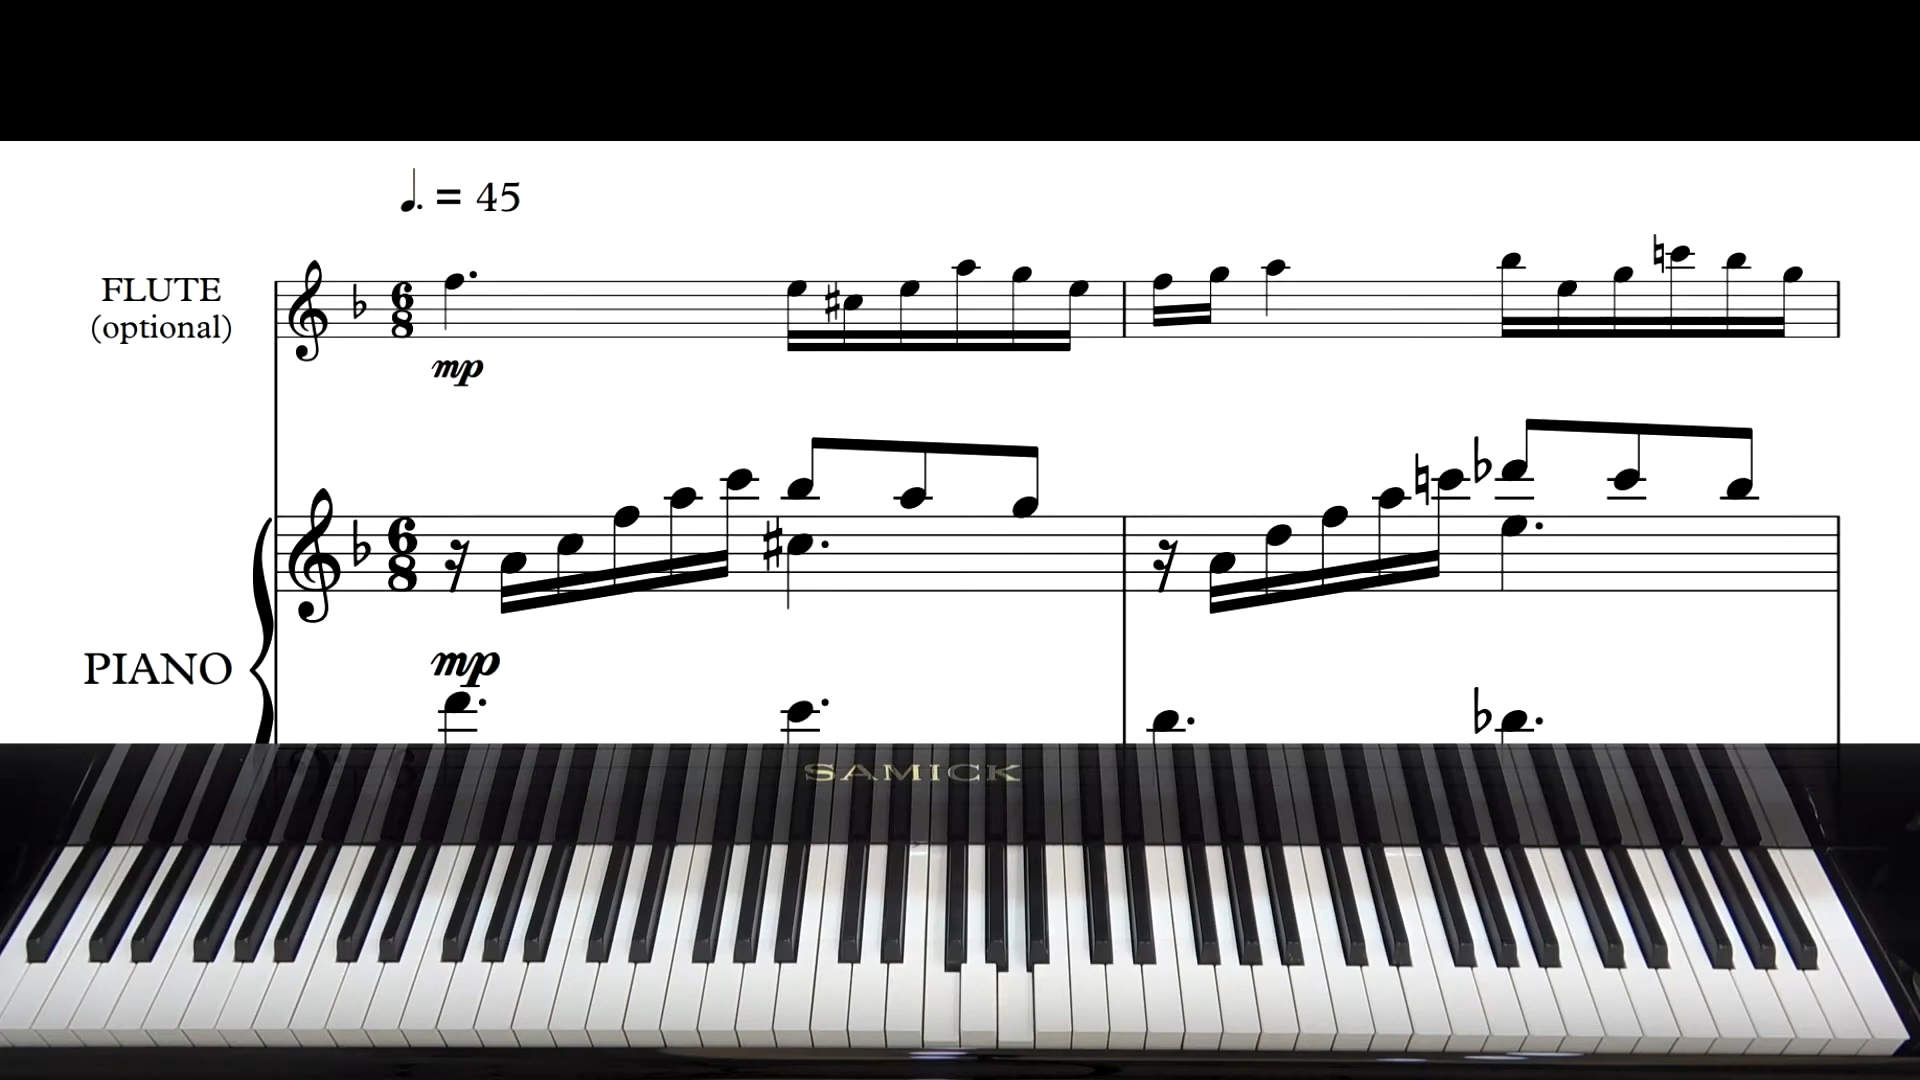 ♩. = 45
FLUTE
(optional)
6
8
mp
6
8
mp
PIANO
SAMICK